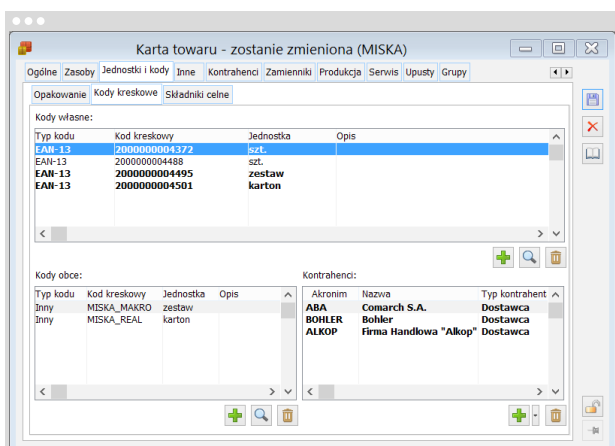 Karta towaru - zostanie zmieniona (MISKA)
Ogólne Zasoby Jednostki i kody Inne Kontrahenci Zamienniki Produkcja Serwis Upusty Grupy
Opakowanie Kody kreskowe Składniki celne
Kody własne:
Typ kodu Kod kreskowy Jednostka Opis
EAN-13 2000000004372 szt.
EAN-13 2000000004488 szt.
EAN-13 2000000004495 zestaw
EAN-13 2000000004501 karton
Kody obce:
Typ kodu Kod kreskowy Jednostka Opis
Inny MISKA_MAKRO zestaw
Inny MISKA_REAL karton
Kontrahenci:
Akronim Nazwa Typ kontrahent
ABA Comarch S.A. Dostawca
BOHLER Bohler Dostawca
ALKOP Firma Handlowa "Alkop" Dostawca